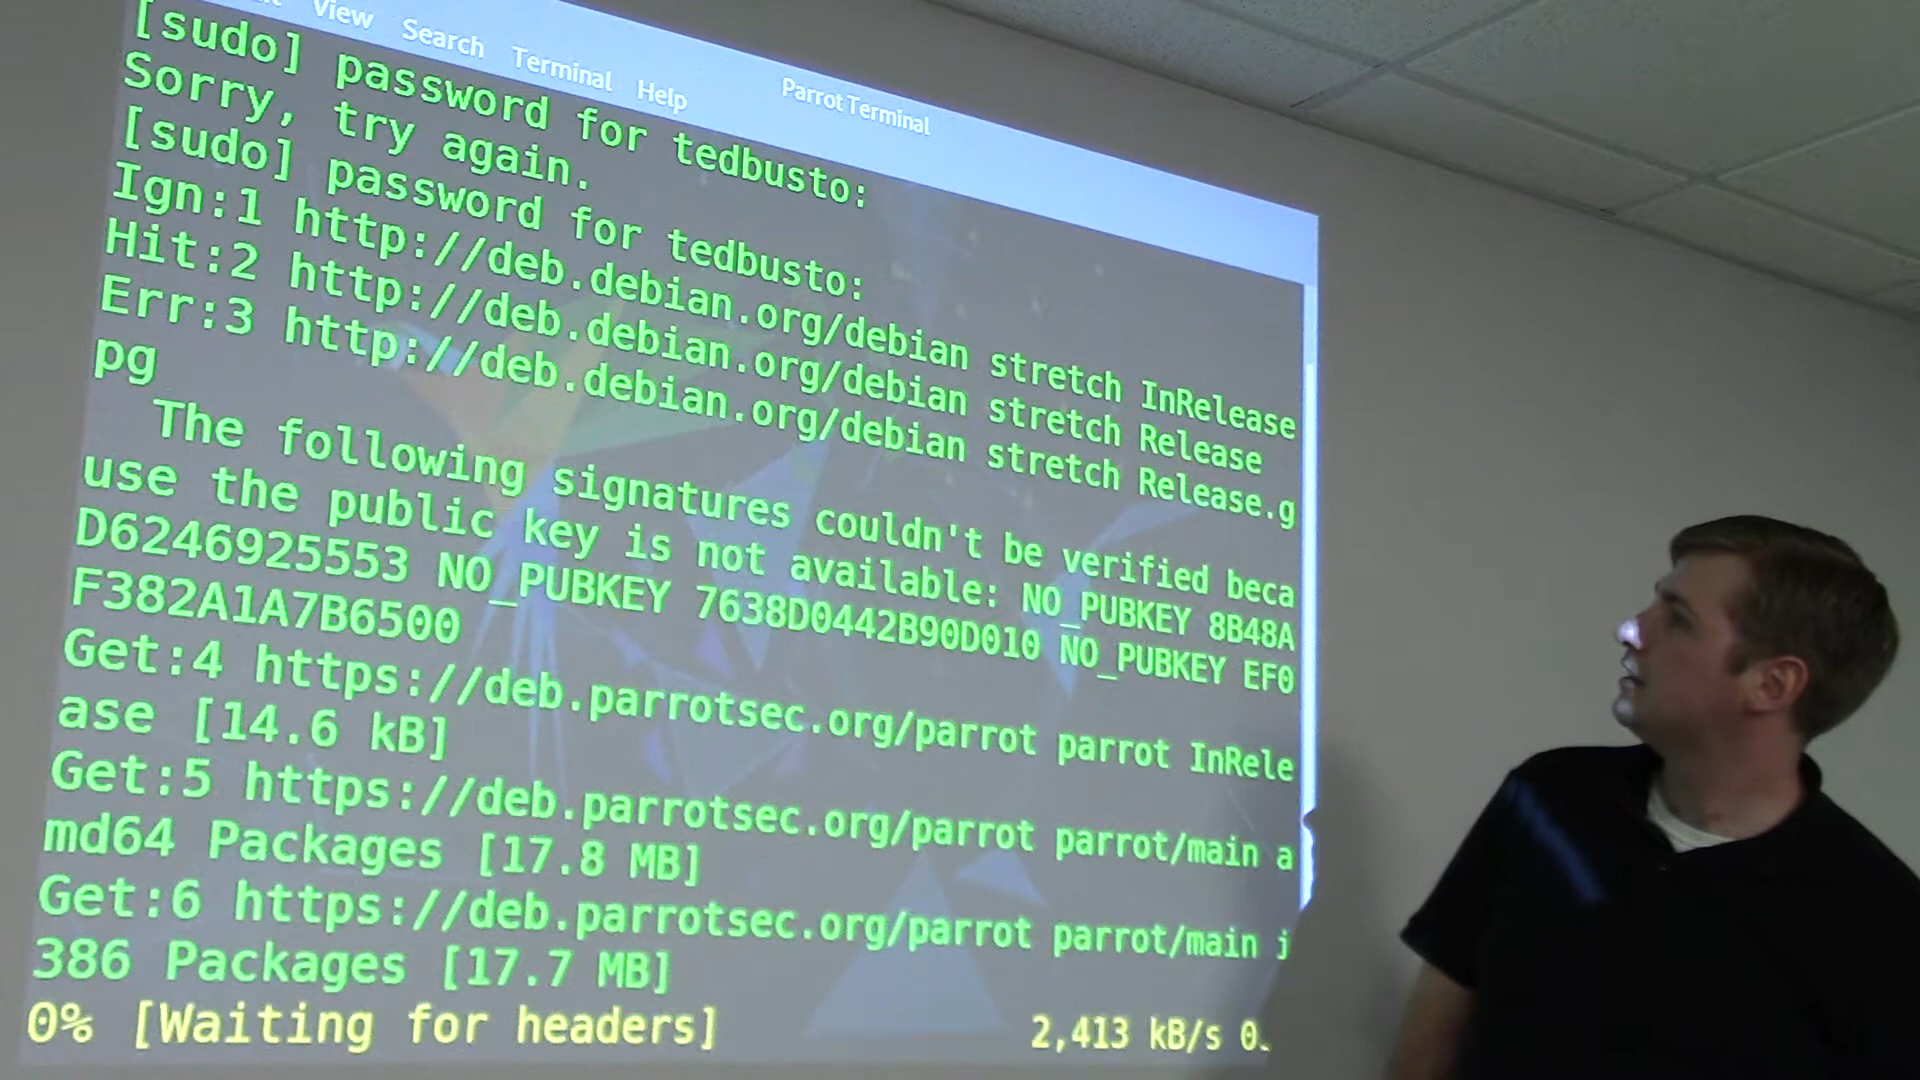 View Search Terminal Help Parrot Terminal
[sudo] password for tedbusto:
Sorry, try again.
[sudo] password for tedbusto:
Ign:1 http://deb.debian.org/debian stretch InRelease
Hit:2 http://deb.debian.org/debian stretch Release
Err:3 http://deb.debian.org/debian stretch Release.g
pg
The following signatures couldn't be verified beca
use the public key is not available: NO_PUBKEY 8B48A
D6246925553 NO_PUBKEY 7638D0442B90D010 NO_PUBKEY EF0
F382A1A7B6500
Get:4 https://deb.parrotsec.org/parrot parrot InRele
ase [14.6 kB]
Get:5 https://deb.parrotsec.org/parrot parrot/main a
md64 Packages [17.8 MB]
Get:6 https://deb.parrotsec.org/parrot parrot/main i
386 Packages [17.7 MB]
0% [Waiting for headers] 2,413 kB/s 0